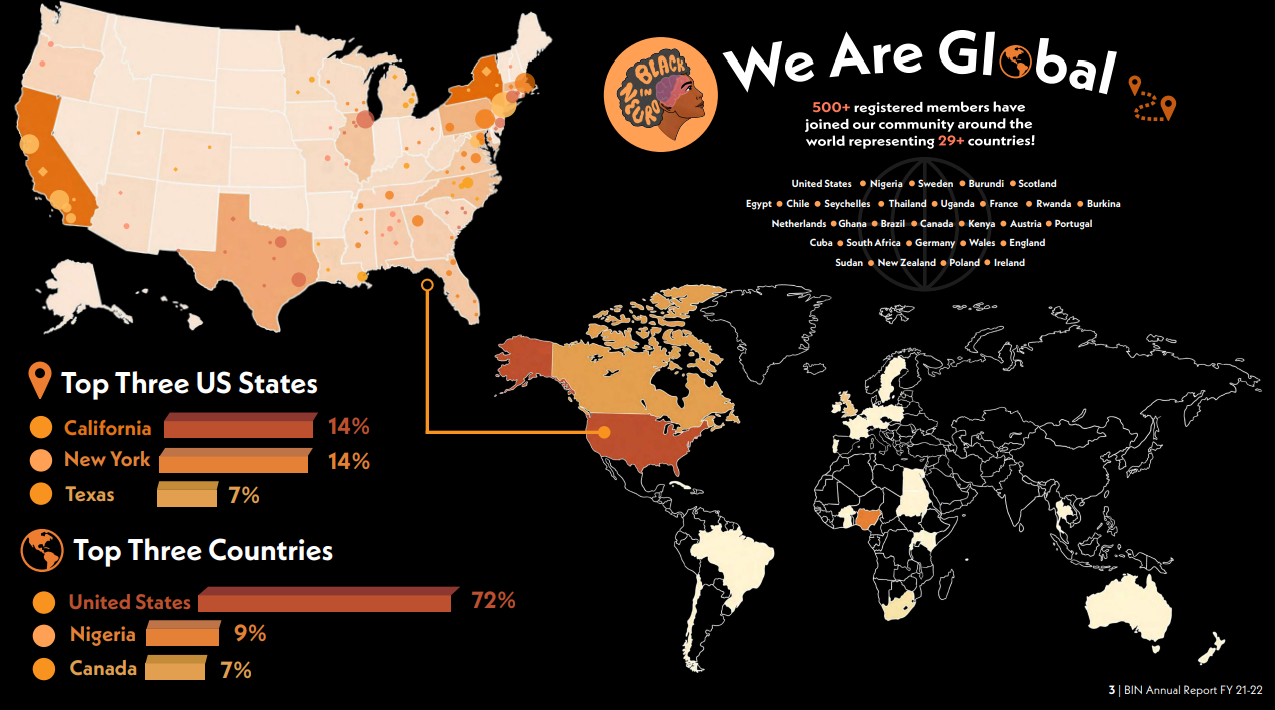 BLACK
IN
NEURO
We Are Global
500+ registered members have
joined our community around the
world representing 29+ countries!
United States • Nigeria • Sweden • Burundi • Scotland
Egypt • Chile • Seychelles • Thailand • Uganda • France • Rwanda • Burkina
Netherlands • Ghana • Brazil • Canada • Kenya • Austria • Portugal
Cuba • South Africa • Germany • Wales • England
Sudan • New Zealand • Poland • Ireland
Top Three US States
California 14%
New York 14%
Texas 7%
Top Three Countries
United States 72%
Nigeria 9%
Canada 7%
3 | BIN Annual Report FY 21-22